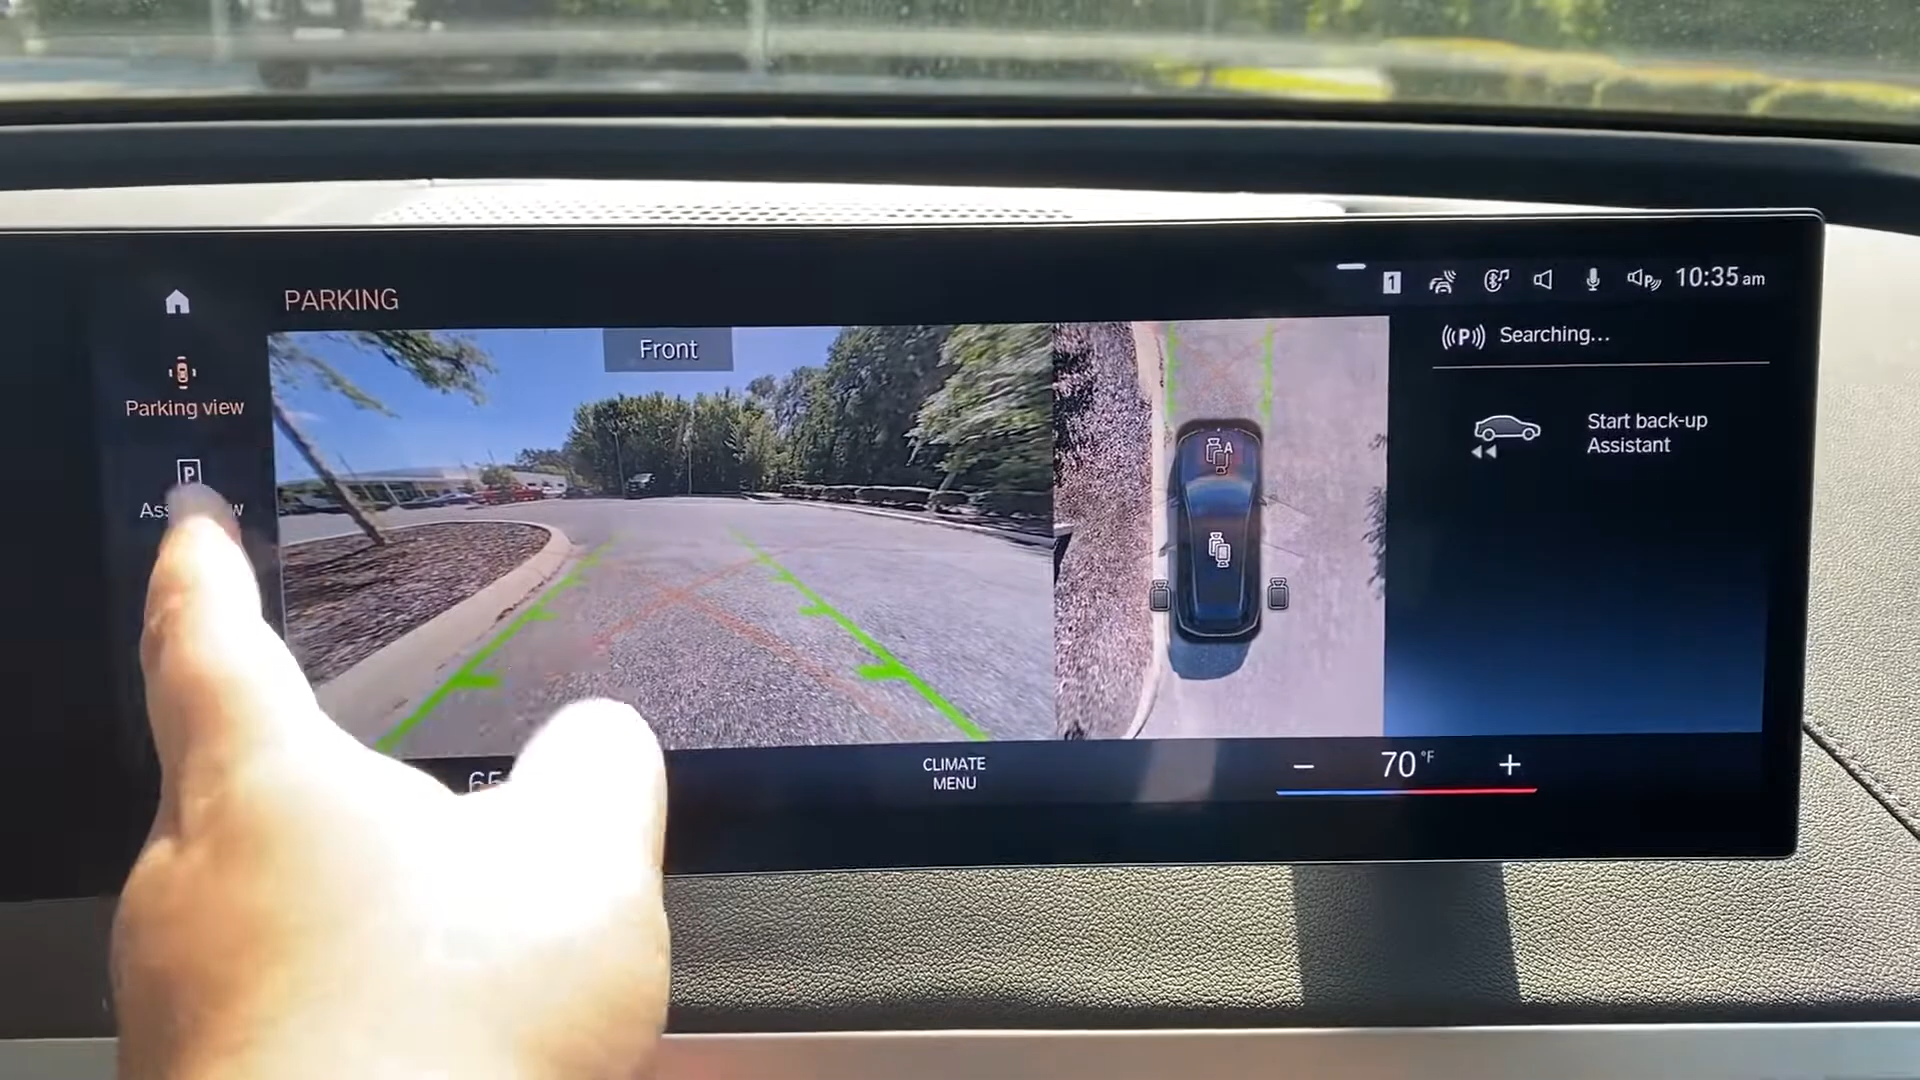 PARKING
1
10:35 am
Parking view
Front
((P)) Searching...
Start back-up
Assistant
P
A
CLIMATE
MENU
− 70 °F +